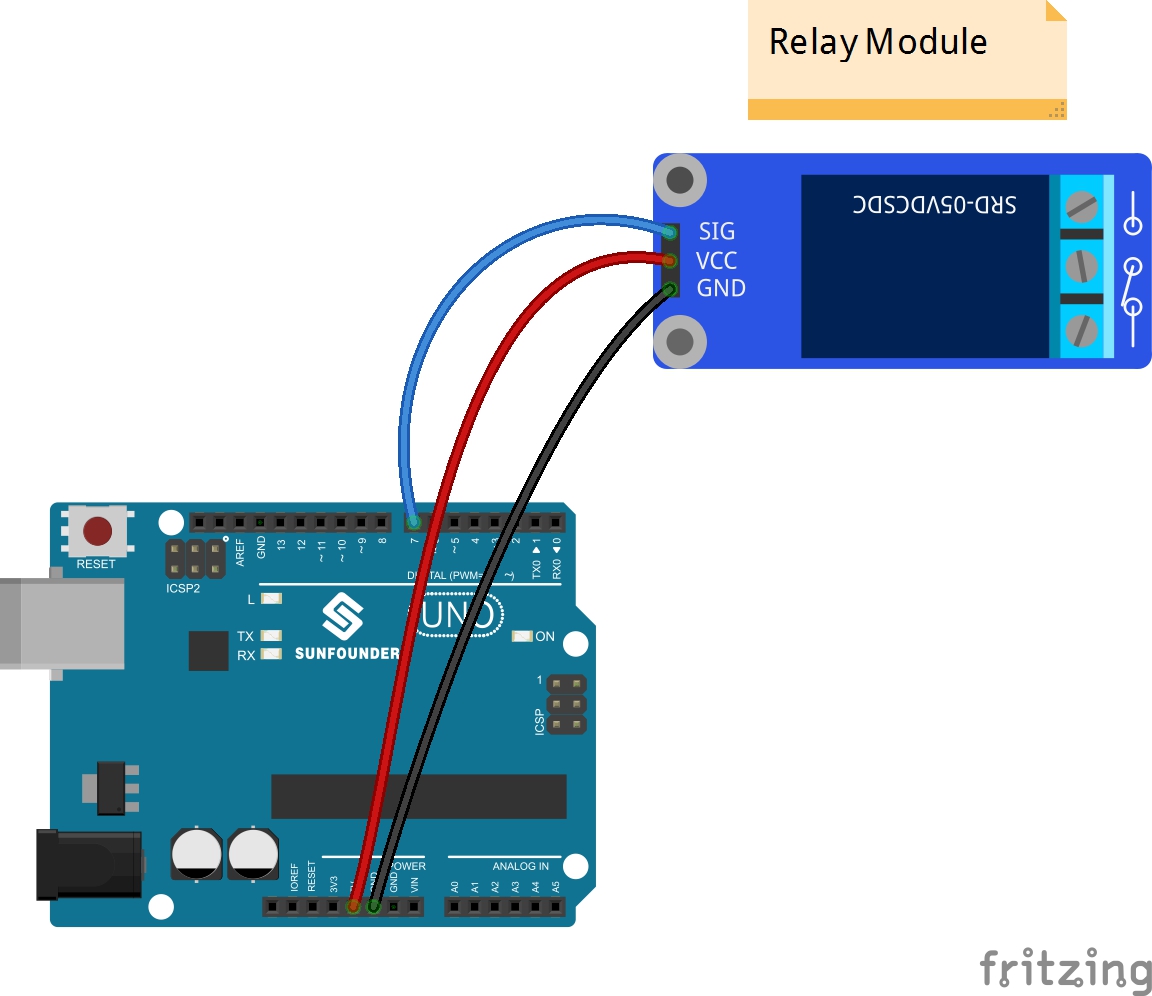 Relay Module
SRD-05VDCSDC
SIG
VCC
GND
RESET
ICSP2
AREF
GND
13
12
~11
~10
~9
8
7
~5
4
3
2
TX0 ▶ 1
RX0 ◀ 0
DIGITAL (PWM= ~)
L
TX
RX
SUNFOUNDER
UNO
ON
1
ICSP
IOREF
RESET
3V3
GND
GND
VIN
POWER
ANALOG IN
A0
A1
A2
A3
A4
A5
fritzing